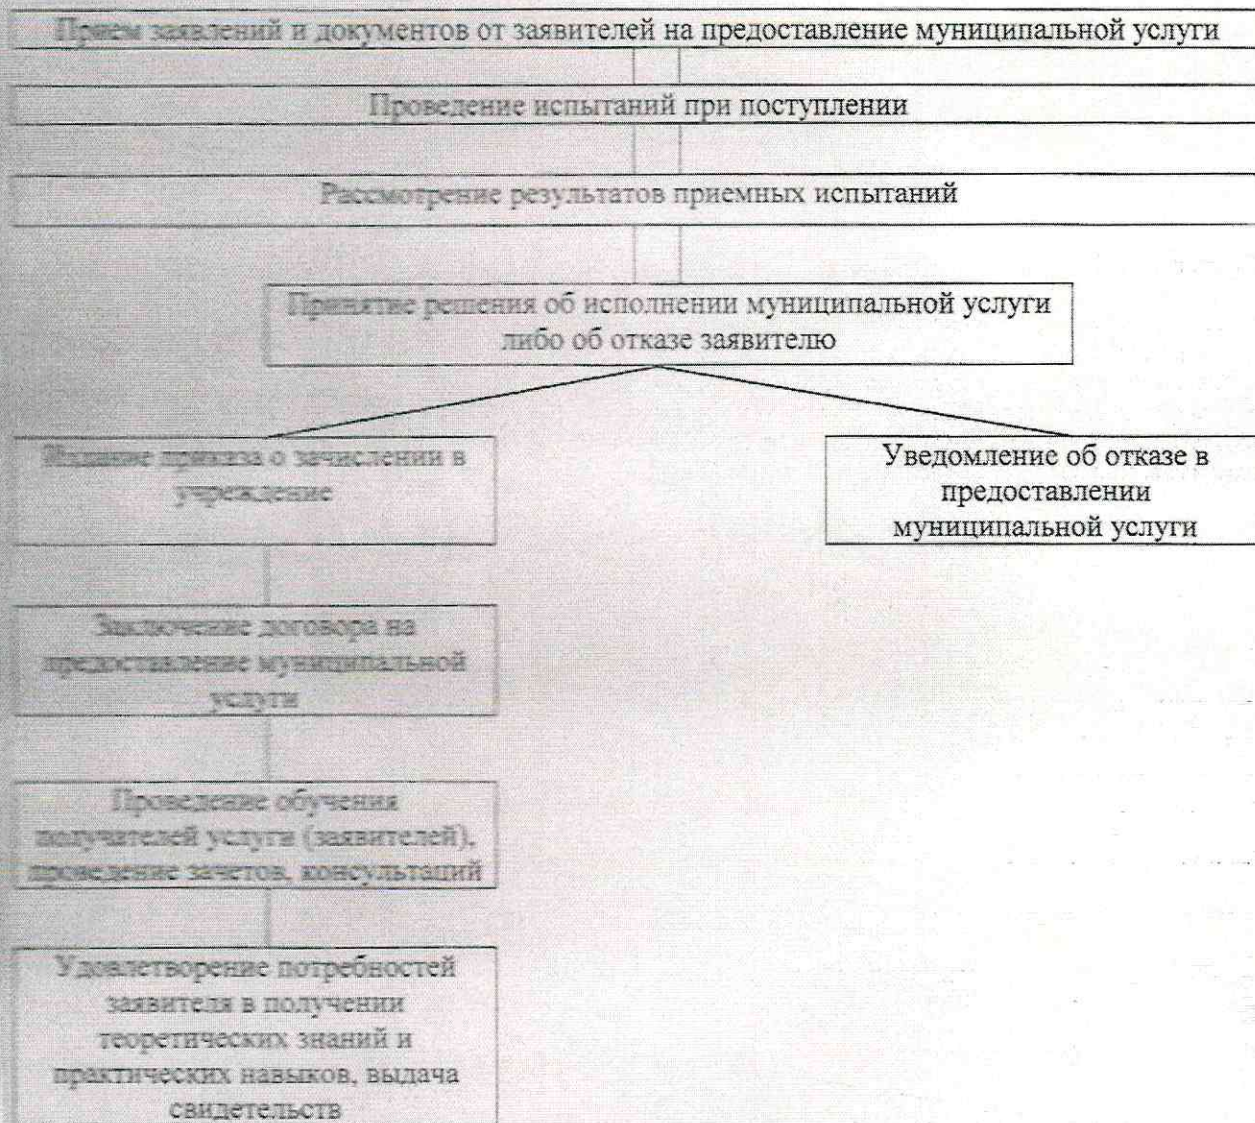 Прием заявлений и документов от заявителей на предоставление муниципальной услуги
Проведение испытаний при поступлении
Рассмотрение результатов приемных испытаний
Принятие решения об исполнении муниципальной услуги
либо об отказе заявителю
Издание приказа о зачислении в
учреждение
Уведомление об отказе в
предоставлении
муниципальной услуги
Заключение договора на
предоставление муниципальной
услуги
Проведение обучения
получателей услуги (заявителей),
проведение зачетов, консультаций
Удовлетворение потребностей
заявителя в получении
теоретических знаний и
практических навыков, выдача
свидетельств